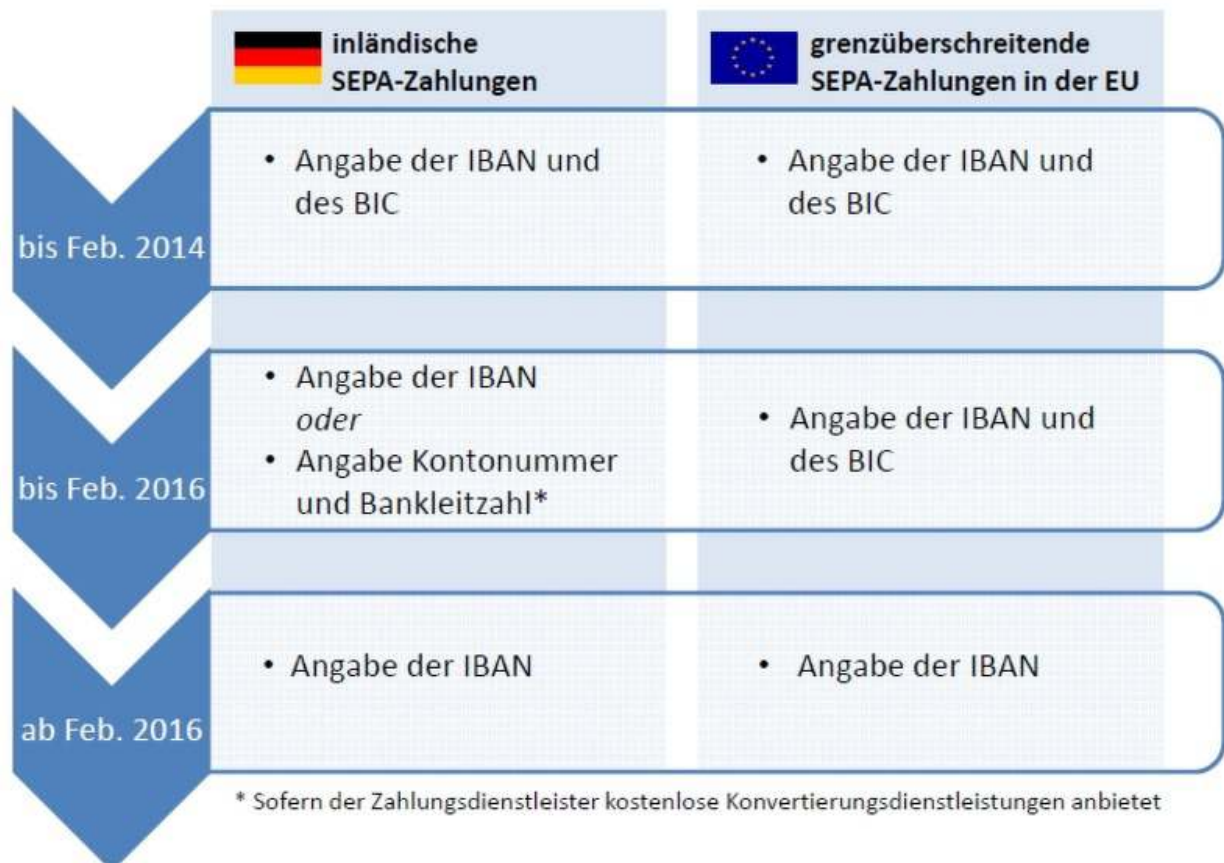 inländische
SEPA-Zahlungen
grenzüberschreitende
SEPA-Zahlungen in der EU
bis Feb. 2014
• Angabe der IBAN und
des BIC
• Angabe der IBAN und
des BIC
bis Feb. 2016
• Angabe der IBAN
oder
• Angabe Kontonummer
und Bankleitzahl*
• Angabe der IBAN und
des BIC
ab Feb. 2016
• Angabe der IBAN
• Angabe der IBAN
* Sofern der Zahlungsdienstleister kostenlose Konvertierungsdienstleistungen anbietet